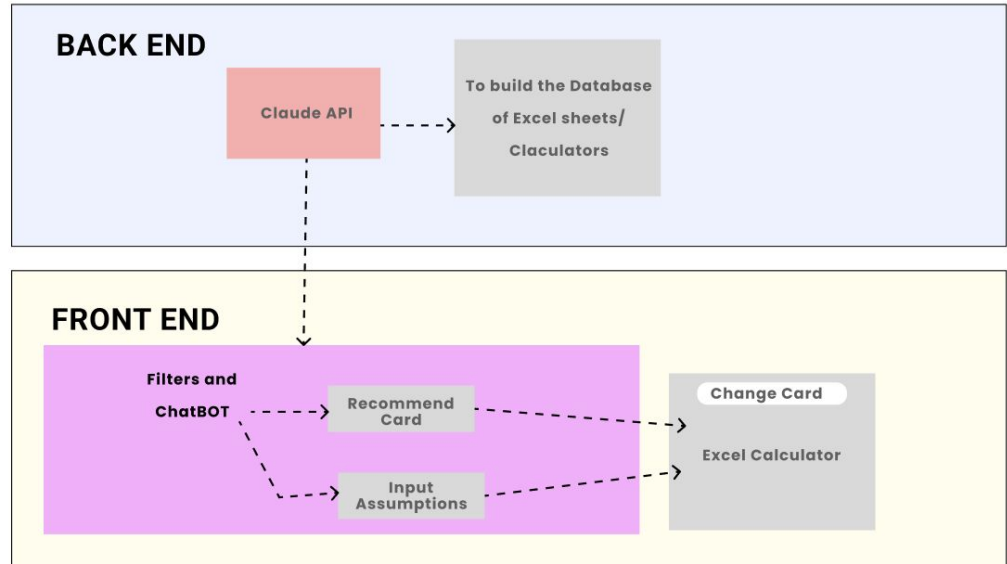 BACK END
Claude API
To build the Database
of Excel sheets/
Claculators
FRONT END
Filters and
ChatBOT
Recommend
Card
Input
Assumptions
Change Card
Excel Calculator